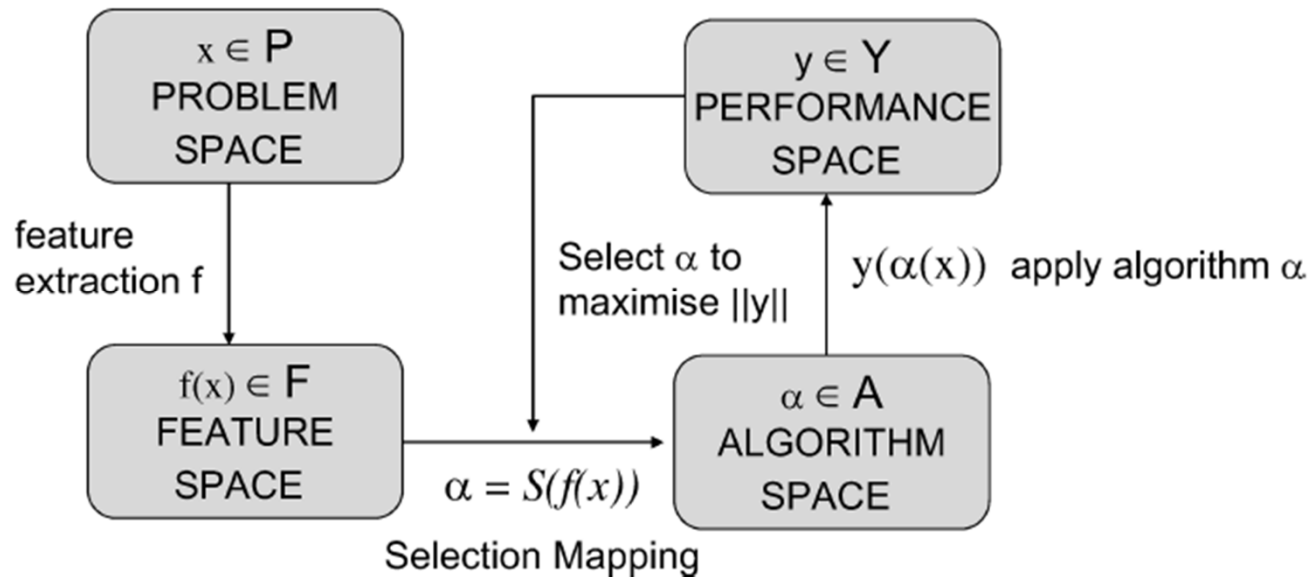 x ∈ P
PROBLEM
SPACE
y ∈ Y
PERFORMANCE
SPACE
feature
extraction f
Select α to
maximise ||y||
y(α(x)) apply algorithm α
f(x) ∈ F
FEATURE
SPACE
α = S(f(x))
Selection Mapping
α ∈ A
ALGORITHM
SPACE